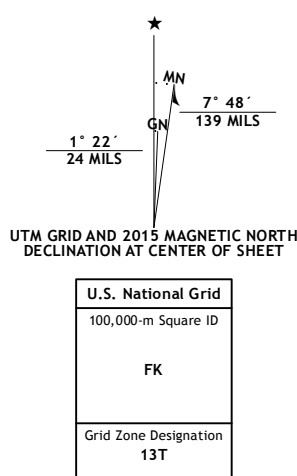 MN
GN
7° 48´
139 MILS
1° 22´
24 MILS
UTM GRID AND 2015 MAGNETIC NORTH
DECLINATION AT CENTER OF SHEET
U.S. National Grid
100,000-m Square ID
FK
Grid Zone Designation
13T